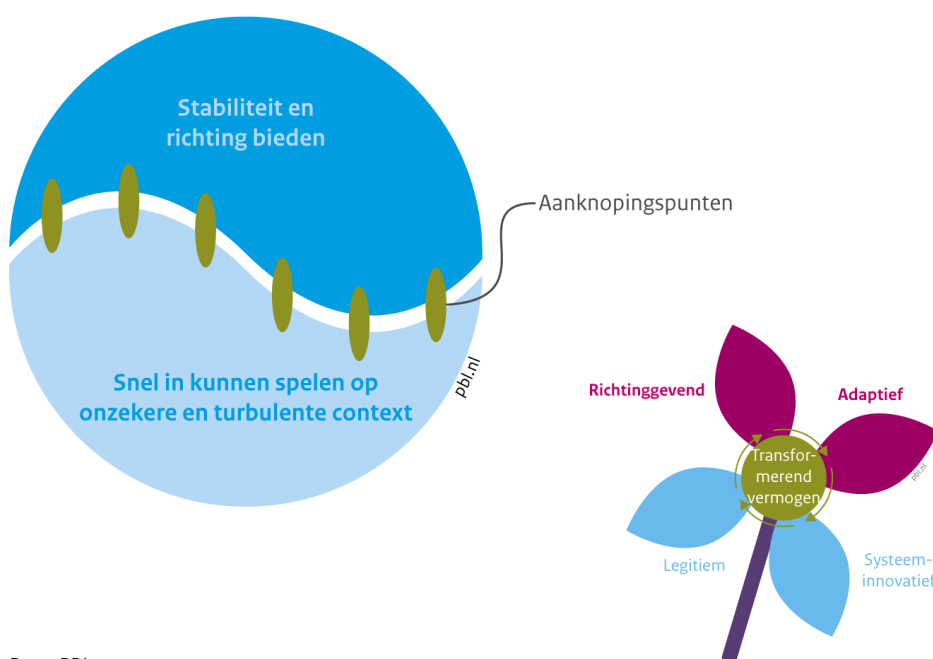 Stabiliteit en
richting bieden
Aanknopingspunten
Snel in kunnen spelen op
onzekere en turbulente context
pbl.nl
Richtinggevend
Adaptief
Transfor-
merend
vermogen
pbl.nl
Legitiem
Systeem-
innovatief